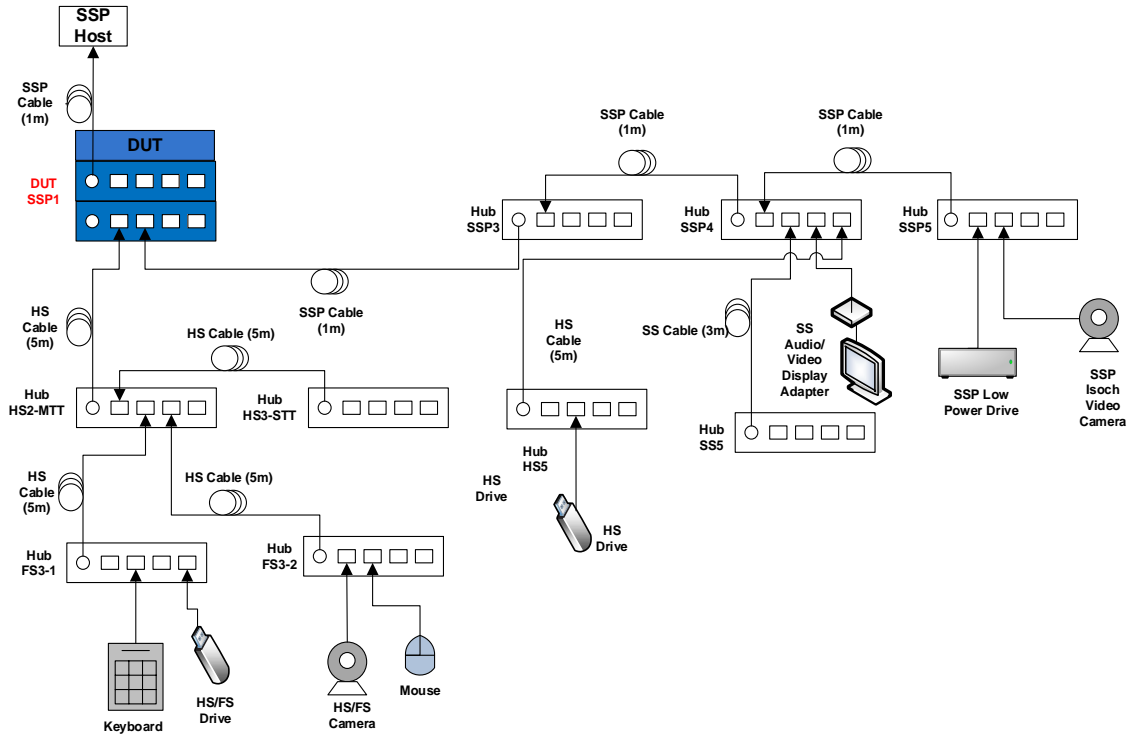 SSP
Host
SSP
Cable
(1m)
DUT
DUT
SSP1
SSP Cable
(1m)
SSP Cable
(1m)
Hub
SSP3
Hub
SSP4
Hub
SSP5
SSP Cable
(1m)
HS
Cable
(5m)
HS Cable (5m)
HS
Cable
(5m)
SS Cable (3m)
SS
Audio/
Video
Display
Adapter
SSP Low
Power Drive
SSP
Isoch
Video
Camera
Hub
HS2-MTT
Hub
HS3-STT
Hub
HS5
Hub
SS5
HS
Cable
(5m)
HS Cable (5m)
HS
Drive
HS
Drive
Hub
FS3-1
Hub
FS3-2
Keyboard
HS/FS
Drive
HS/FS
Camera
Mouse